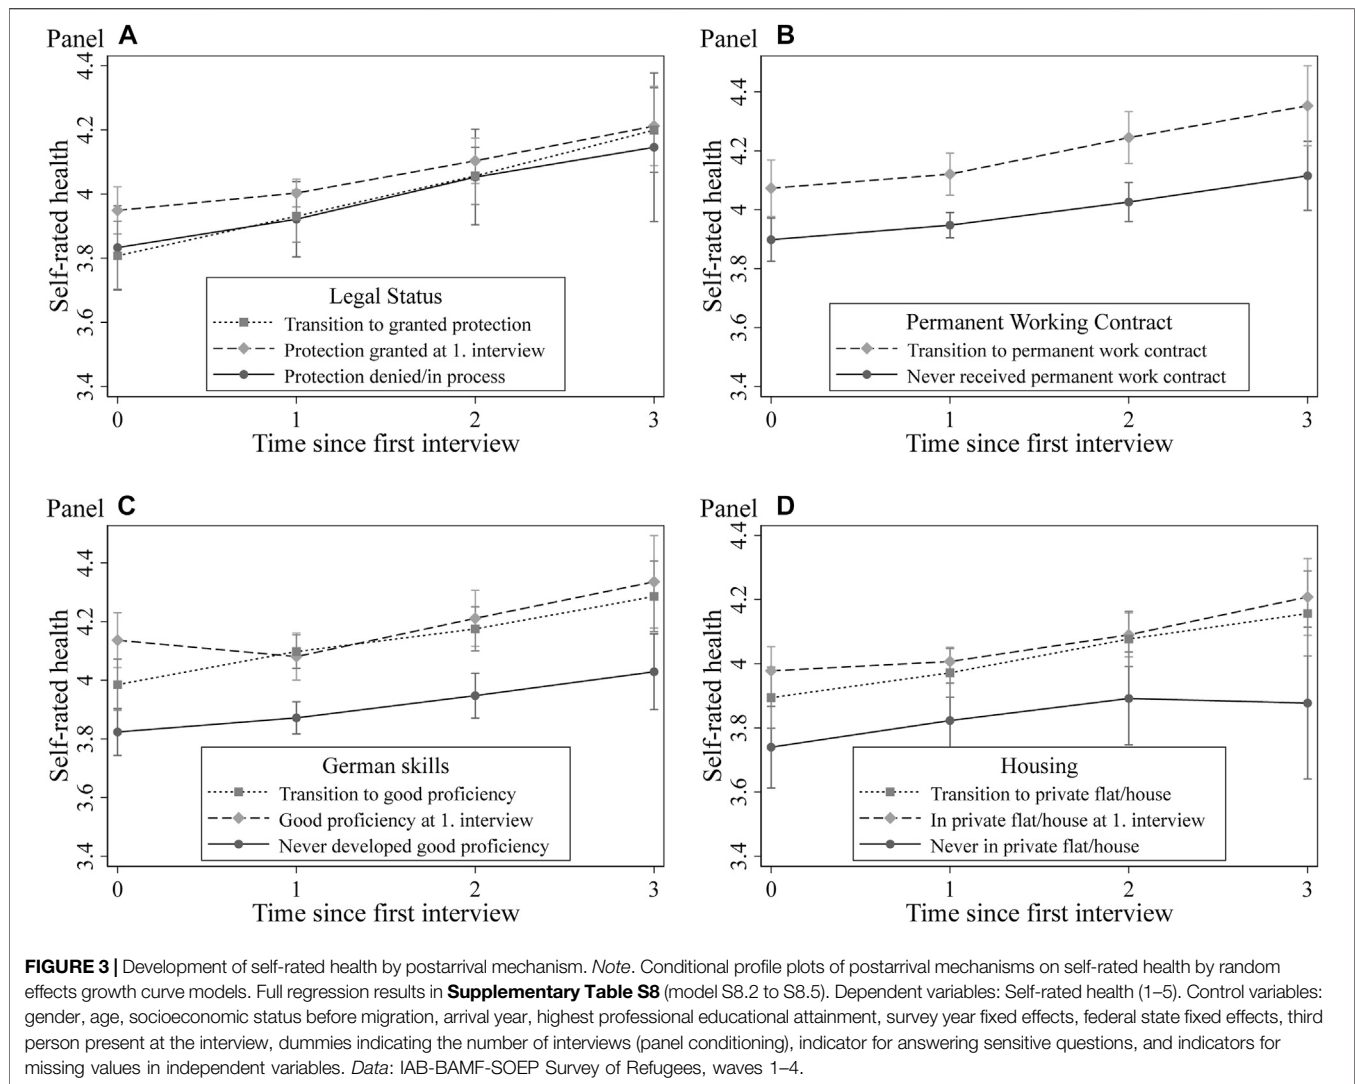 Panel A
Self-rated health
4.4
4.2
4
3.8
3.6
3.4
Legal Status
Transition to granted protection
Protection granted at 1. interview
Protection denied/in process
0 1 2 3
Time since first interview
Panel B
Self-rated health
4.4
4.2
4
3.8
3.6
3.4
Permanent Working Contract
Transition to permanent work contract
Never received permanent work contract
0 1 2 3
Time since first interview
Panel C
Self-rated health
4.4
4.2
4
3.8
3.6
3.4
German skills
Transition to good proficiency
Good proficiency at 1. interview
Never developed good proficiency
0 1 2 3
Time since first interview
Panel D
Self-rated health
4.4
4.2
4
3.8
3.6
3.4
Housing
Transition to private flat/house
In private flat/house at 1. interview
Never in private flat/house
0 1 2 3
Time since first interview
FIGURE 3 | Development of self-rated health by postarrival mechanism. Note. Conditional profile plots of postarrival mechanisms on self-rated health by random
effects growth curve models. Full regression results in Supplementary Table S8 (model S8.2 to S8.5). Dependent variables: Self-rated health (1–5). Control variables:
gender, age, socioeconomic status before migration, arrival year, highest professional educational attainment, survey year fixed effects, federal state fixed effects, third
person present at the interview, dummies indicating the number of interviews (panel conditioning), indicator for answering sensitive questions, and indicators for
missing values in independent variables. Data: IAB-BAMF-SOEP Survey of Refugees, waves 1–4.